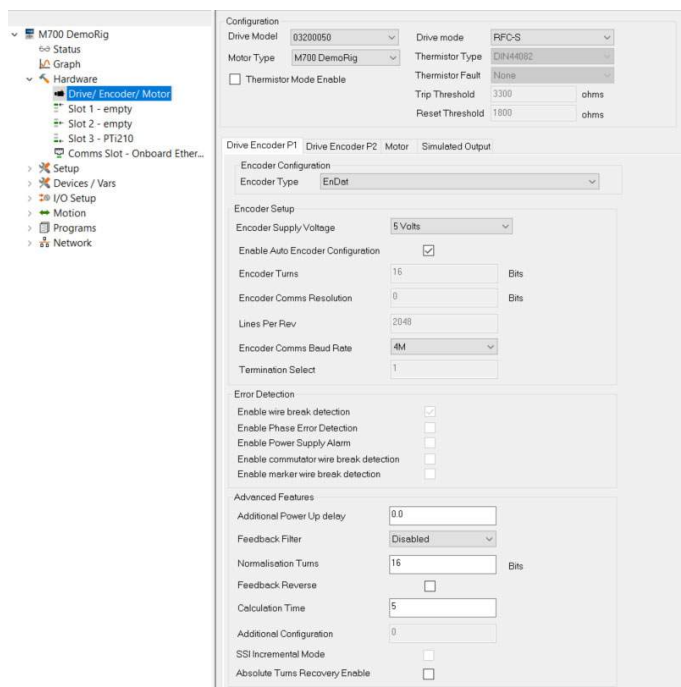 M700 DemoRig
Status
Graph
Hardware
Drive/ Encoder/ Motor
Slot 1 - empty
Slot 2 - empty
Slot 3 - PTi210
Comms Slot - Onboard Ether...
Setup
Devices / Vars
I/O Setup
Motion
Programs
Network
Configuration
Drive Model 03200050 Drive mode RFC-S
Motor Type M700 DemoRig Thermistor Type DIN44082
Thermistor Mode Enable Thermistor Fault None
Trip Threshold 3300 ohms
Reset Threshold 1800 ohms
Drive Encoder P1 Drive Encoder P2 Motor Simulated Output
Encoder Configuration
Encoder Type EnDat
Encoder Setup
Encoder Supply Voltage 5 Volts
Enable Auto Encoder Configuration
Encoder Turns 16 Bits
Encoder Comms Resolution 0 Bits
Lines Per Rev 2048
Encoder Comms Baud Rate 4M
Termination Select 1
Error Detection
Enable wire break detection
Enable Phase Error Detection
Enable Power Supply Alarm
Enable commutator wire break detection
Enable marker wire break detection
Advanced Features
Additional Power Up delay 0.0
Feedback Filter Disabled
Normalisation Turns 16 Bits
Feedback Reverse
Calculation Time 5
Additional Configuration 0
SSI Incremental Mode
Absolute Turns Recovery Enable